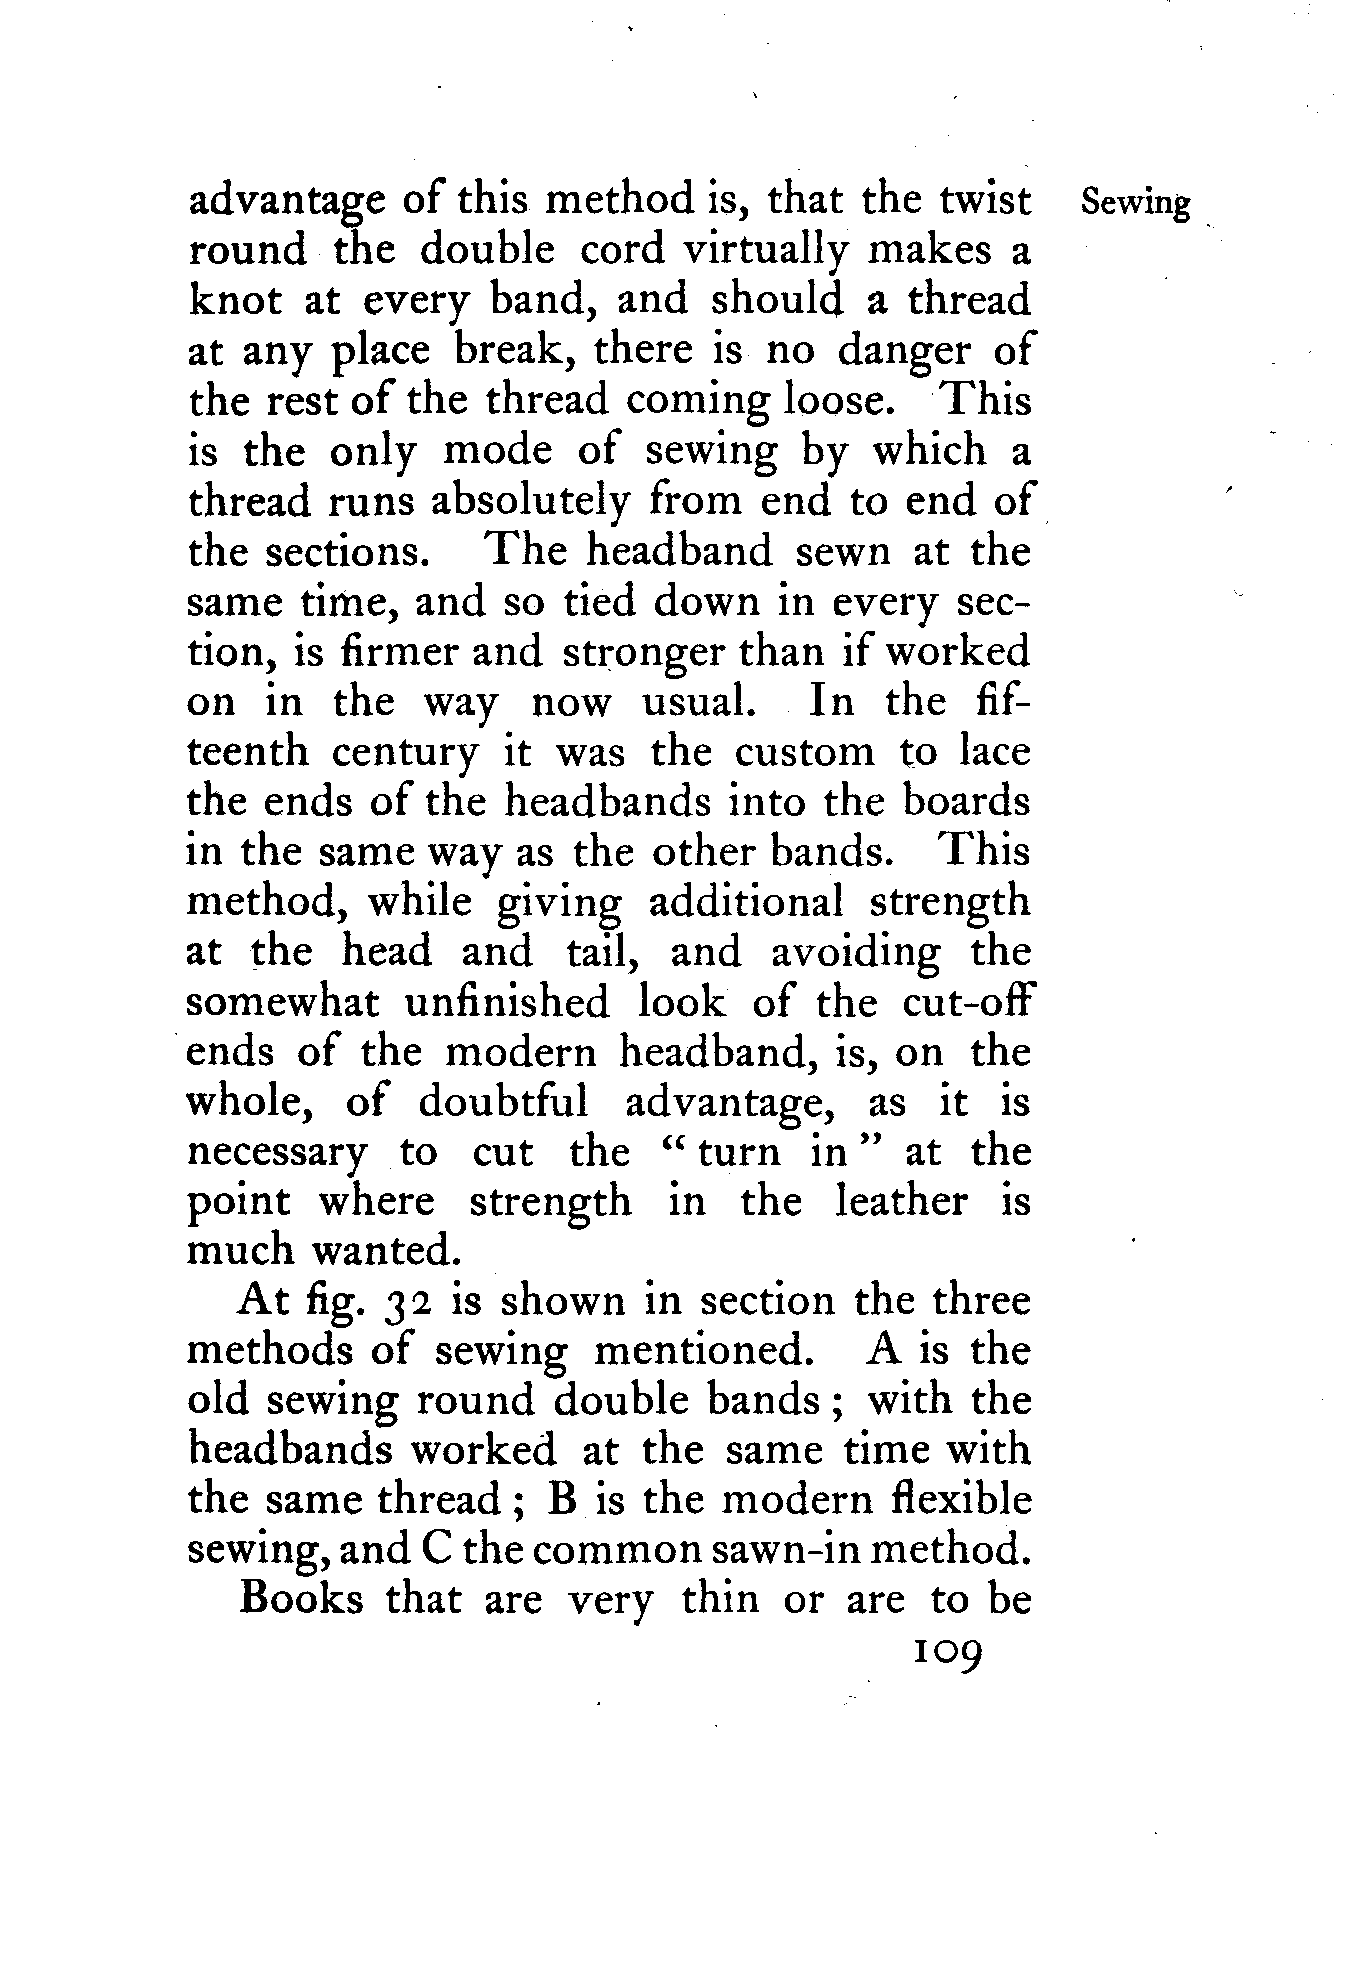 advantage of this method is, that the twist
Sewing
round the double cord virtually makes a
knot at every band, and should a thread
at any place break, there is no danger of
the rest of the thread coming loose. This
is the only mode of sewing by which a
thread runs absolutely from end to end of
the sections. The headband sewn at the
same time, and so tied down in every sec-
tion, is firmer and stronger than if worked
on in the way now usual. In the fif-
teenth century it was the custom to lace
the ends of the headbands into the boards
in the same way as the other bands. This
method, while giving additional strength
at the head and tail, and avoiding the
somewhat unfinished look of the cut-off
ends of the modern headband, is, on the
whole, of doubtful advantage, as it is
necessary to cut the “ turn in ” at the
point where strength in the leather is
much wanted.
At fig. 32 is shown in section the three
methods of sewing mentioned. A is the
old sewing round double bands ; with the
headbands worked at the same time with
the same thread ; B is the modern flexible
sewing, and C the common sawn-in method.
Books that are very thin or are to be
109